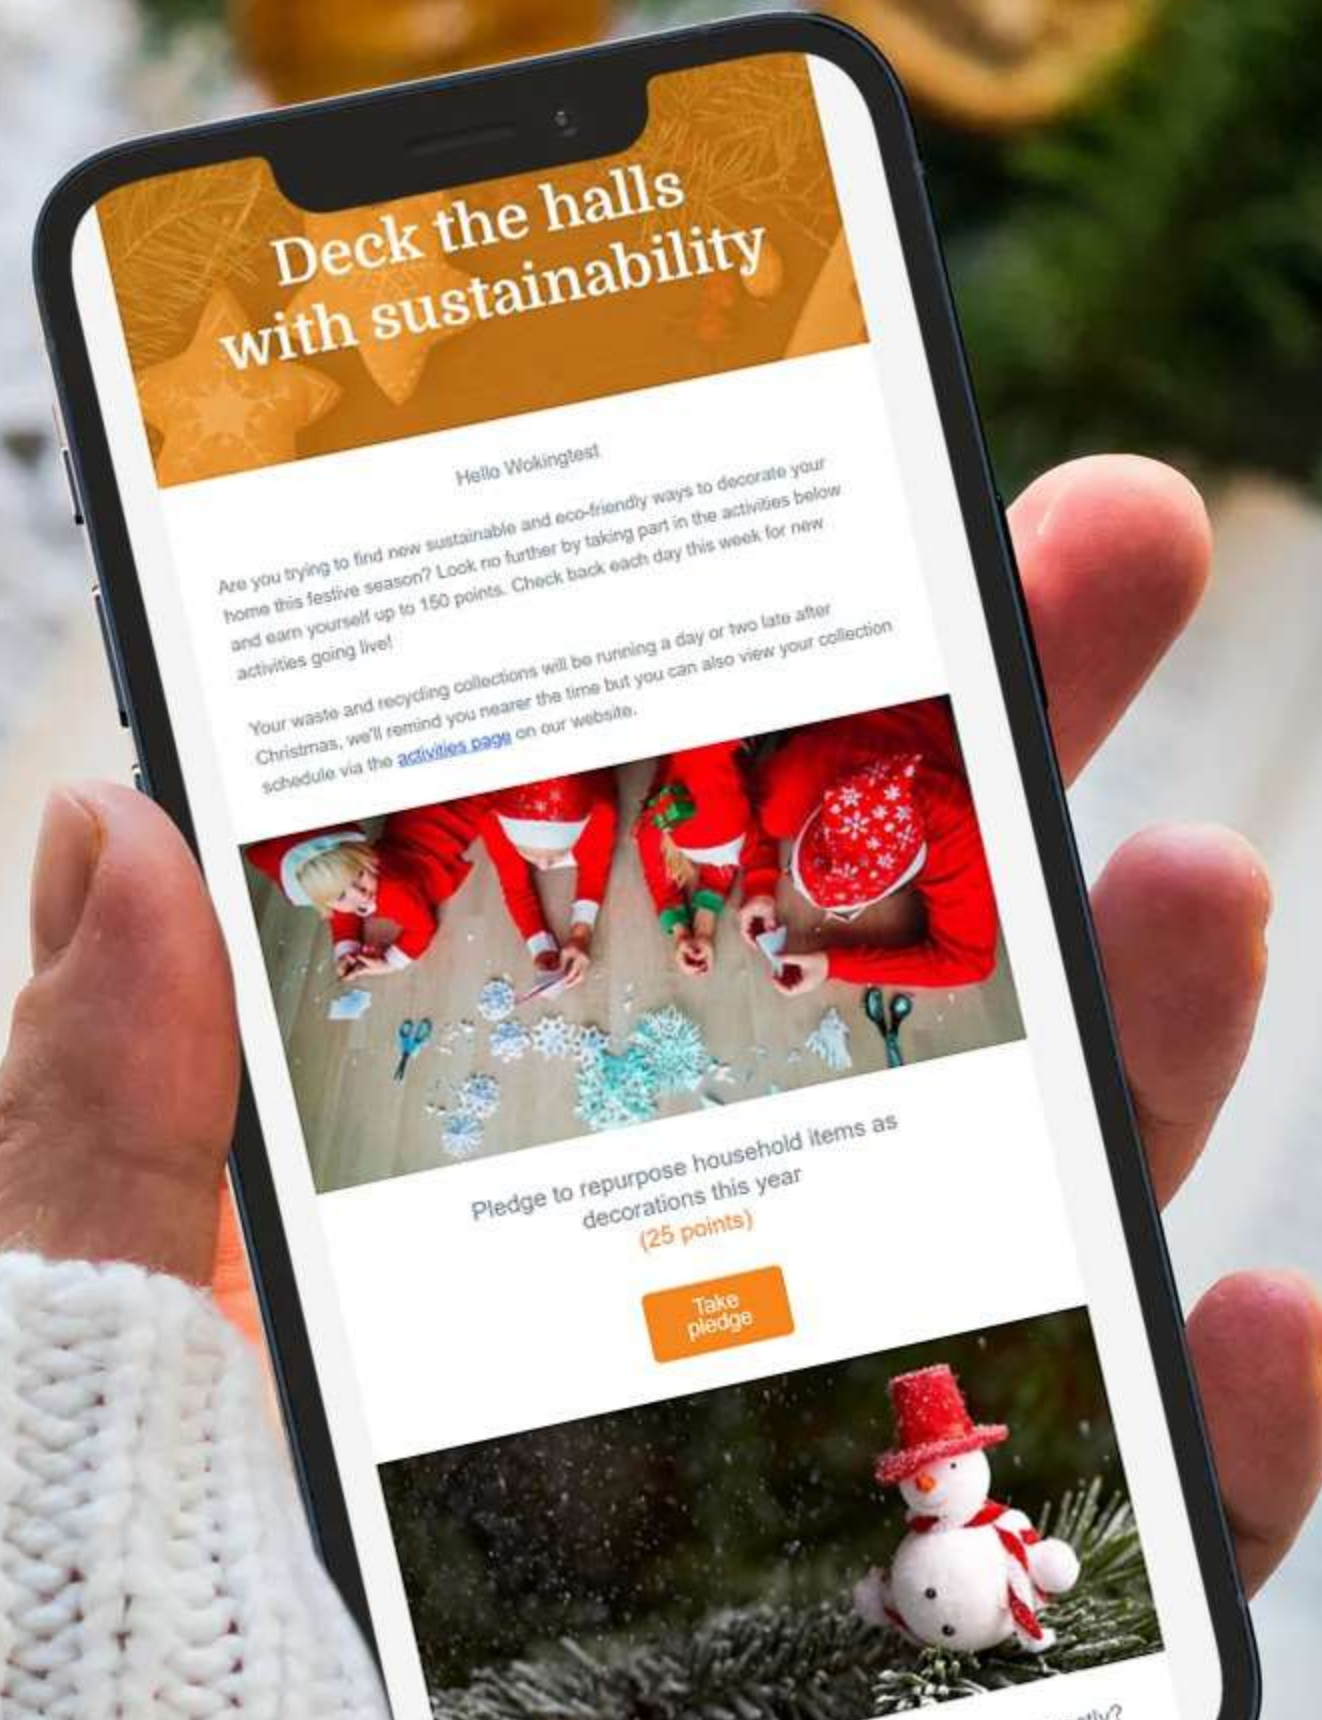 Deck the halls
with sustainability
Hello Wokingtest
Are you trying to find new sustainable and eco-friendly ways to decorate your
home this festive season? Look no further by taking part in the activities below
and earn yourself up to 150 points. Check back each day this week for new
activities going live!
Your waste and recycling collections will be running a day or two late after
Christmas, we'll remind you nearer the time but you can also view your collection
schedule via the activities page on our website.
Pledge to repurpose household items as
decorations this year
(25 points)
Take
pledge